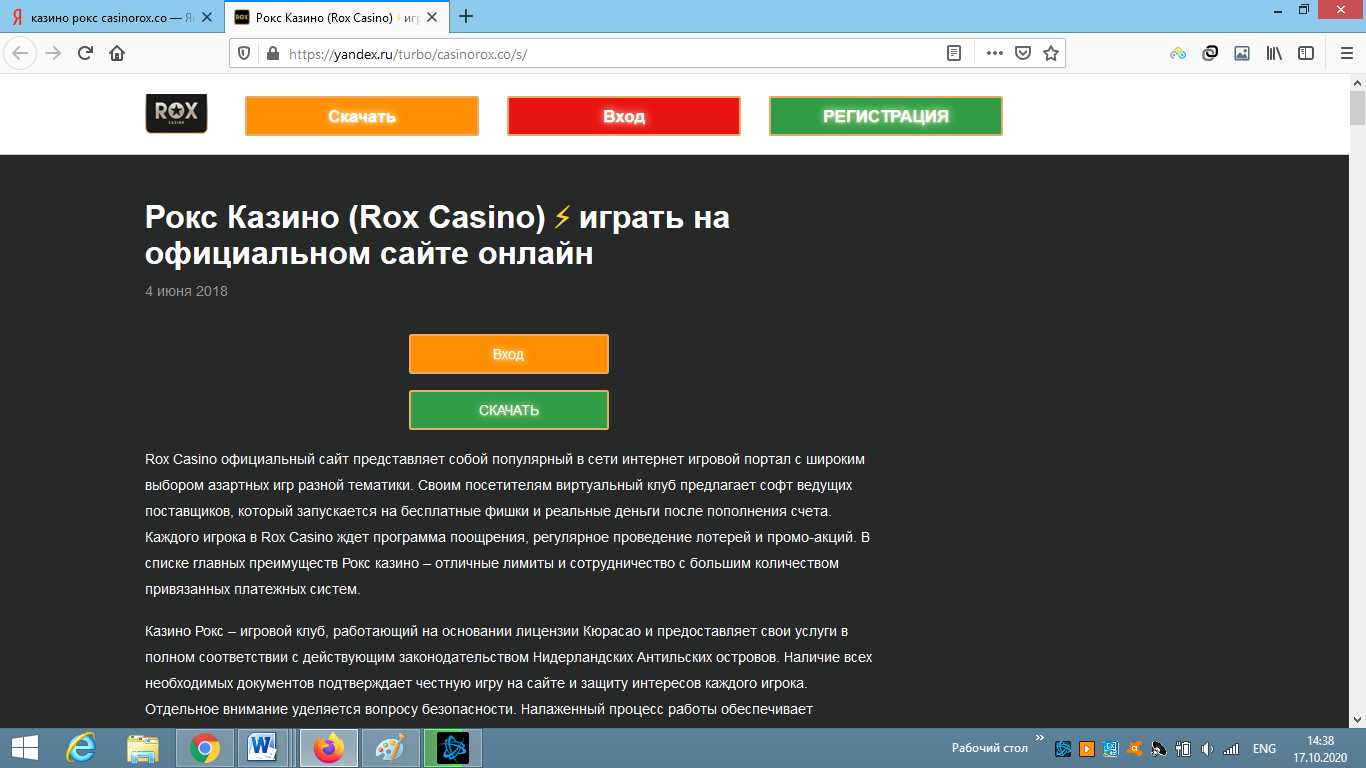 казино рокс casinorox.co — Я
Рокс Казино (Rox Casino) ⚡ игр
https://yandex.ru/turbo/casinorox.co/s/
ROX
CASINO
Скачать
Вход
РЕГИСТРАЦИЯ
Рокс Казино (Rox Casino) ⚡ играть на
официальном сайте онлайн
4 июня 2018
Вход
СКАЧАТЬ
Rox Casino официальный сайт представляет собой популярный в сети интернет игровой портал с широким
выбором азартных игр разной тематики. Своим посетителям виртуальный клуб предлагает софт ведущих
поставщиков, который запускается на бесплатные фишки и реальные деньги после пополнения счета.
Каждого игрока в Rox Casino ждет программа поощрения, регулярное проведение лотерей и промо-акций. В
списке главных преимуществ Рокс казино – отличные лимиты и сотрудничество с большим количеством
привязанных платежных систем.
Казино Рокс – игровой клуб, работающий на основании лицензии Кюрасао и предоставляет свои услуги в
полном соответствии с действующим законодательством Нидерландских Антильских островов. Наличие всех
необходимых документов подтверждает честную игру на сайте и защиту интересов каждого игрока.
Отдельное внимание уделяется вопросу безопасности. Налаженный процесс работы обеспечивает
Рабочий стол
ENG
14:38
17.10.2020